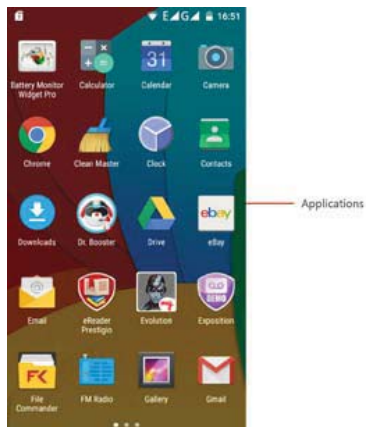 E G 16:51
Battery Monitor Widget Pro
Calculator
Calendar
Camera
31
Chrome
Clean Master
Clock
Contacts
Downloads
Dr. Booster
Drive
eBay
ebay
Applications
Email
eReader Prestigio
Evolution
Exposition
DEMO
File Commander
FM Radio
Gallery
Gmail